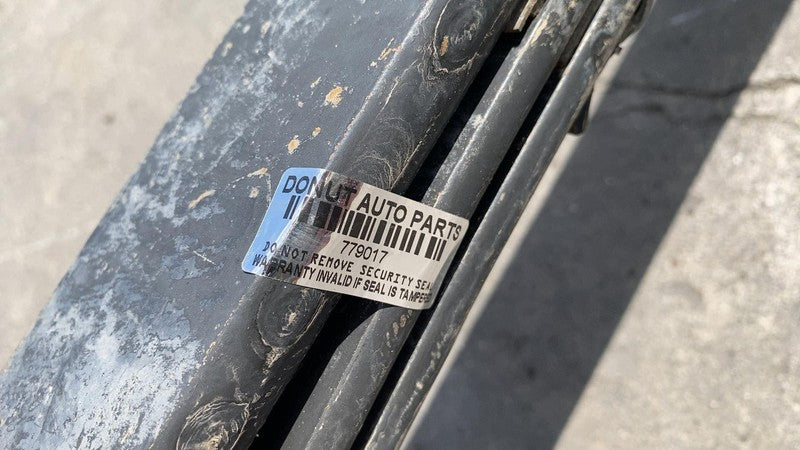 DONUT AUTO PARTS
779017
DO NOT REMOVE SECURITY SEAL
WARRANTY INVALID IF SEAL IS TAMPERED